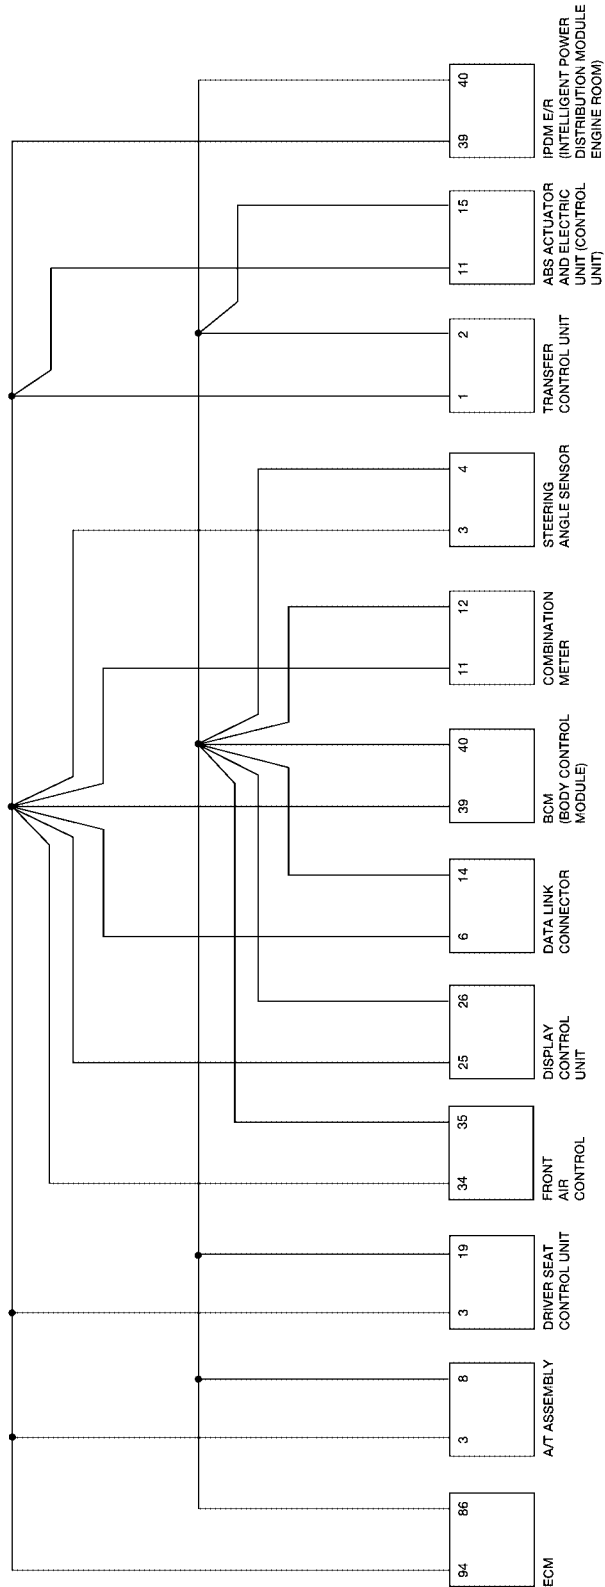 94 86
ECM
3 8
A/T ASSEMBLY
3 19
DRIVER SEAT
CONTROL UNIT
34 35
FRONT
AIR
CONTROL
25 26
DISPLAY
CONTROL
UNIT
6 14
DATA LINK
CONNECTOR
39 40
BCM
(BODY CONTROL
MODULE)
11 12
COMBINATION
METER
3 4
STEERING
ANGLE SENSOR
1 2
TRANSFER
CONTROL UNIT
11 15
ABS ACTUATOR
AND ELECTRIC
UNIT (CONTROL
UNIT)
39 40
IPDM E/R
(INTELLIGENT POWER
DISTRIBUTION MODULE
ENGINE ROOM)